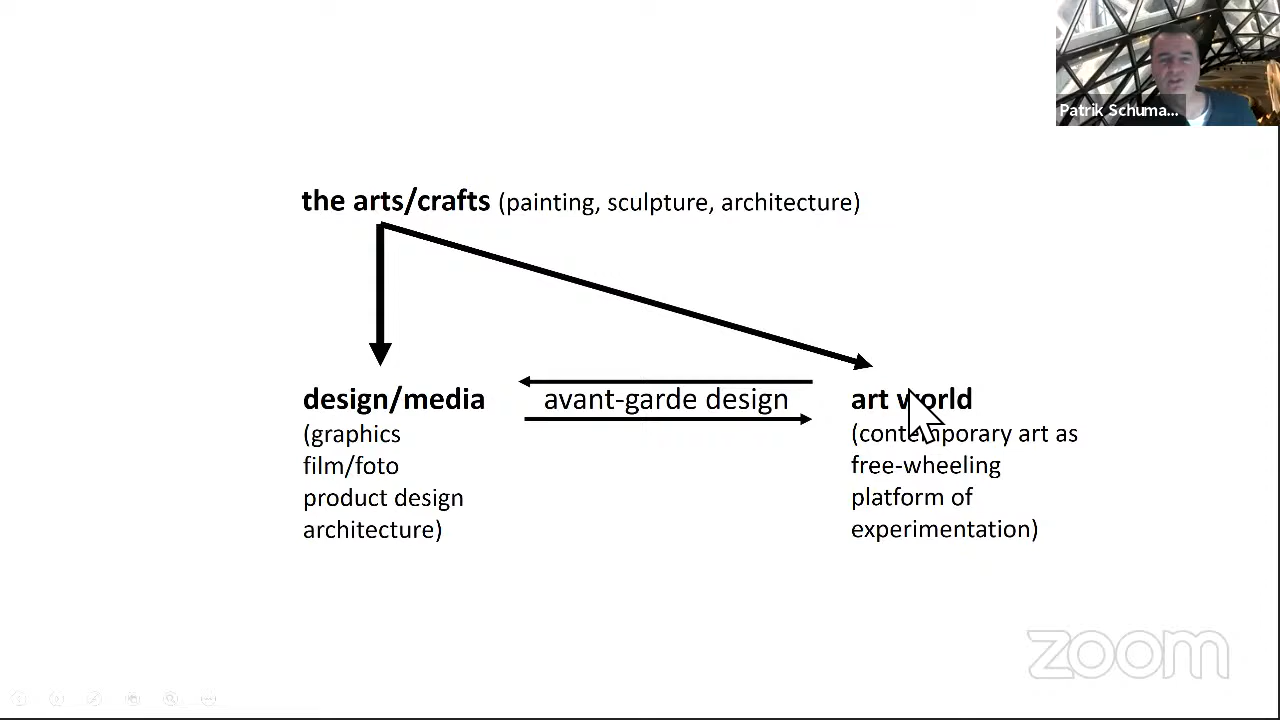 Patrik Schuma...
the arts/crafts (painting, sculpture, architecture)
design/media
avant-garde design
art world
(graphics
film/foto
product design
architecture)
(contemporary art as
free-wheeling
platform of
experimentation)
zoom